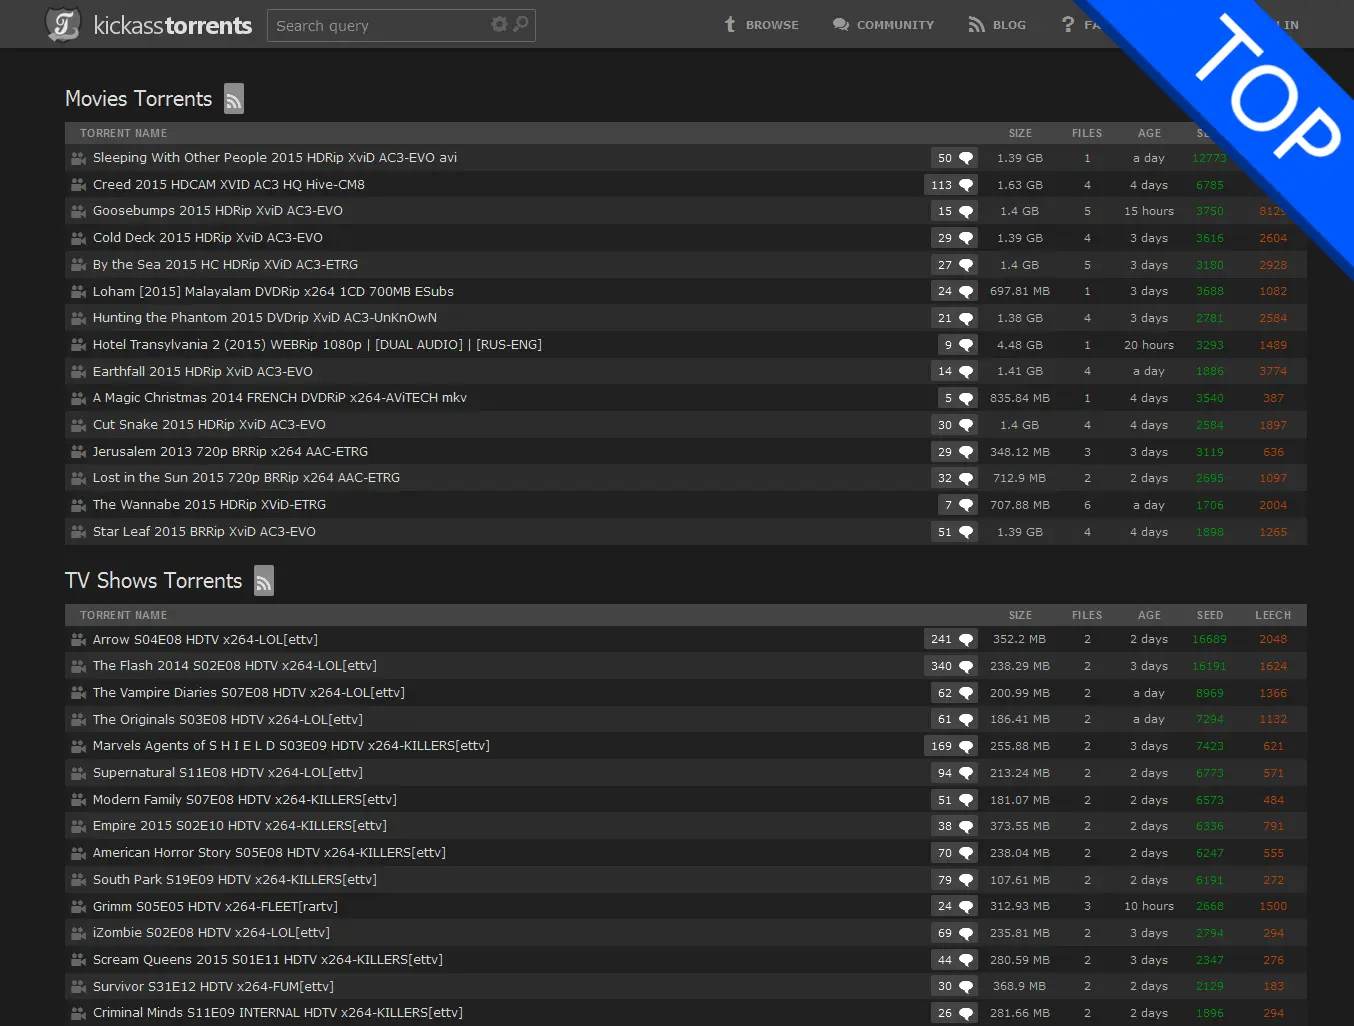 kickasstorrents Search query BROWSE COMMUNITY BLOG ? IN
TOP
Movies Torrents
TORRENT NAME SIZE FILES AGE
Sleeping With Other People 2015 HDRip XviD AC3-EVO avi 50 1.39 GB 1 a day 12773
Creed 2015 HDCAM XVID AC3 HQ Hive-CM8 113 1.63 GB 4 4 days 6785
Goosebumps 2015 HDRip XviD AC3-EVO 15 1.4 GB 5 15 hours 3750
Cold Deck 2015 HDRip XviD AC3-EVO 29 1.39 GB 4 3 days 3616 2604
By the Sea 2015 HC HDRip XViD AC3-ETRG 27 1.4 GB 5 3 days 3180 2928
Loham [2015] Malayalam DVDRip x264 1CD 700MB ESubs 24 697.81 MB 1 3 days 3688 1082
Hunting the Phantom 2015 DVDrip XviD AC3-UnKnOwN 21 1.38 GB 4 3 days 2781 2584
Hotel Transylvania 2 (2015) WEBRip 1080p | [DUAL AUDIO] | [RUS-ENG] 9 4.48 GB 1 20 hours 3293 1489
Earthfall 2015 HDRip XviD AC3-EVO 14 1.41 GB 4 a day 1886 3774
A Magic Christmas 2014 FRENCH DVDRiP x264-AViTECH mkv 5 835.84 MB 1 4 days 3540 387
Cut Snake 2015 HDRip XviD AC3-EVO 30 1.4 GB 4 4 days 2584 1897
Jerusalem 2013 720p BRRip x264 AAC-ETRG 29 348.12 MB 3 3 days 3119 636
Lost in the Sun 2015 720p BRRip x264 AAC-ETRG 32 712.9 MB 2 2 days 2695 1097
The Wannabe 2015 HDRip XViD-ETRG 7 707.88 MB 6 a day 1706 2004
Star Leaf 2015 BRRip XviD AC3-EVO 51 1.39 GB 4 4 days 1898 1265
TV Shows Torrents
TORRENT NAME SIZE FILES AGE SEED LEECH
Arrow S04E08 HDTV x264-LOL[ettv] 241 352.2 MB 2 2 days 16689 2048
The Flash 2014 S02E08 HDTV x264-LOL[ettv] 340 238.29 MB 2 3 days 16191 1624
The Vampire Diaries S07E08 HDTV x264-LOL[ettv] 62 200.99 MB 2 a day 8969 1366
The Originals S03E08 HDTV x264-LOL[ettv] 61 186.41 MB 2 a day 7294 1132
Marvels Agents of S H I E L D S03E09 HDTV x264-KILLERS[ettv] 169 255.88 MB 2 3 days 7423 621
Supernatural S11E08 HDTV x264-LOL[ettv] 94 213.24 MB 2 2 days 6773 571
Modern Family S07E08 HDTV x264-KILLERS[ettv] 51 181.07 MB 2 2 days 6573 484
Empire 2015 S02E10 HDTV x264-KILLERS[ettv] 38 373.55 MB 2 2 days 6336 791
American Horror Story S05E08 HDTV x264-KILLERS[ettv] 70 238.04 MB 2 2 days 6247 555
South Park S19E09 HDTV x264-KILLERS[ettv] 79 107.61 MB 2 2 days 6191 272
Grimm S05E05 HDTV x264-FLEET[rartv] 24 312.93 MB 3 10 hours 2668 1500
iZombie S02E08 HDTV x264-LOL[ettv] 69 235.81 MB 2 3 days 2794 294
Scream Queens 2015 S01E11 HDTV x264-KILLERS[ettv] 44 280.59 MB 2 3 days 2347 276
Survivor S31E12 HDTV x264-FUM[ettv] 30 368.9 MB 2 2 days 2129 183
Criminal Minds S11E09 INTERNAL HDTV x264-KILLERS[ettv] 26 281.66 MB 2 2 days 1896 294